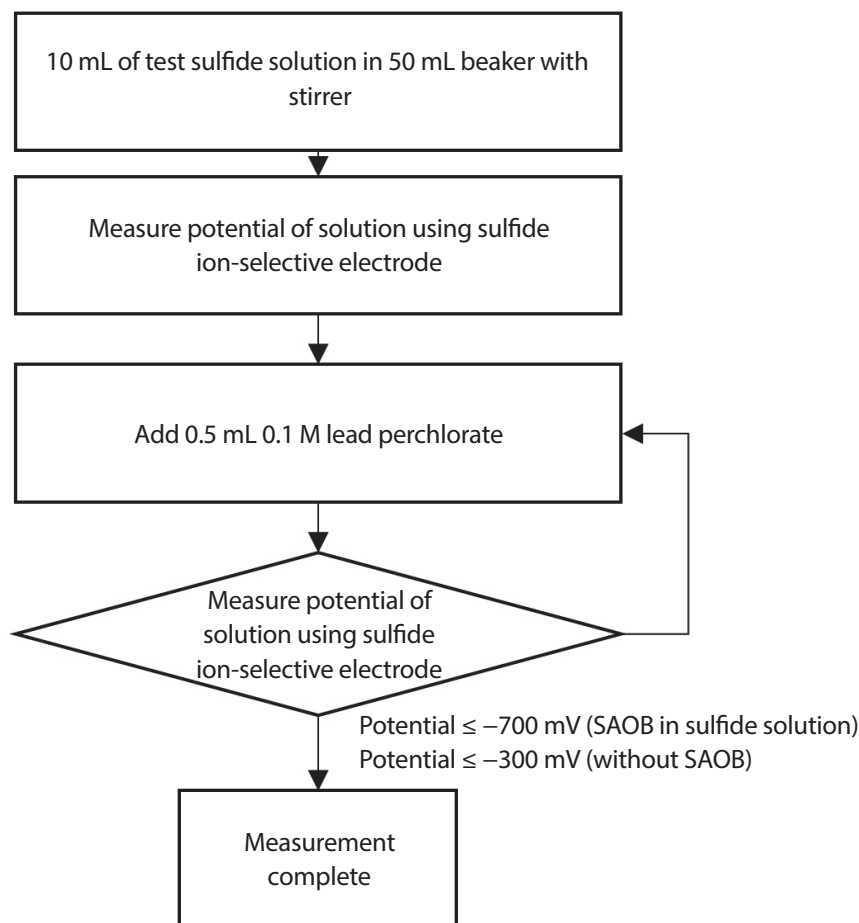 10 mL of test sulfide solution in 50 mL beaker with
stirrer
Measure potential of solution using sulfide
ion-selective electrode
Add 0.5 mL 0.1 M lead perchlorate
Measure potential of
solution using sulfide
ion-selective electrode
Potential ≤ −700 mV (SAOB in sulfide solution)
Potential ≤ −300 mV (without SAOB)
Measurement
complete